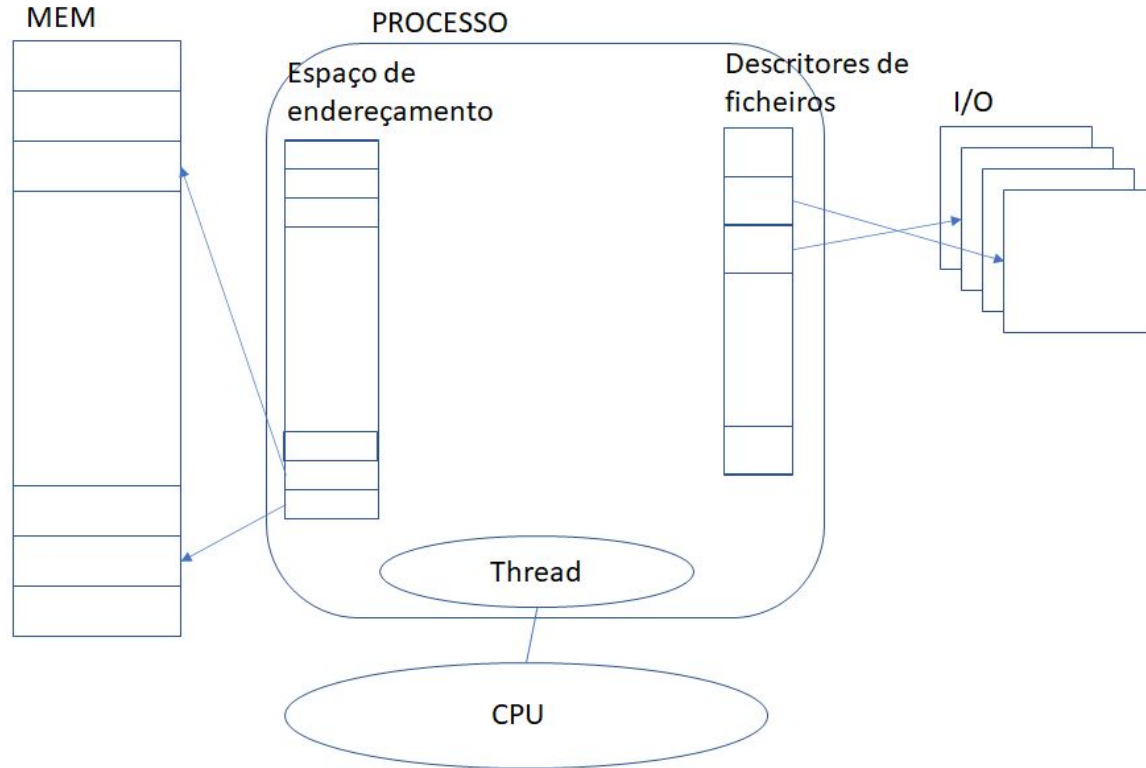 MEM
PROCESSO
Espaço de
endereçamento
Descritores de
ficheiros
I/O
Thread
CPU